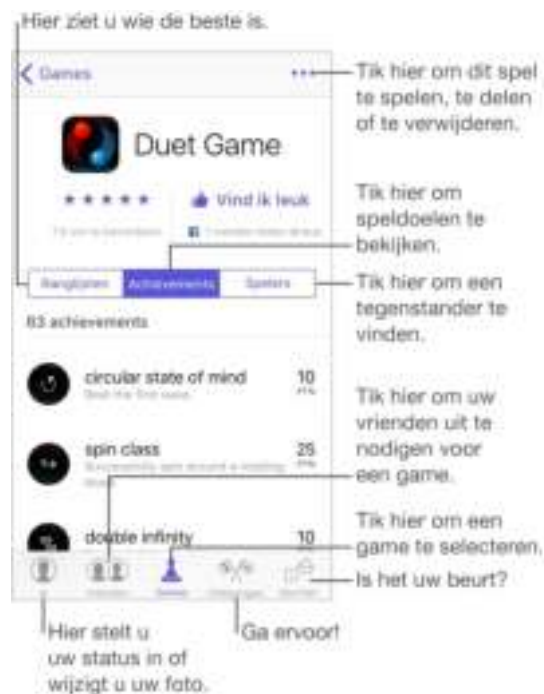 Hier ziet u wie de beste is.
Games
Tik hier om dit spel
te spelen, te delen
of te verwijderen.
Duet Game
Vind ik leuk
Tik hier om
speldoelen te
bekijken.
Ranglijsten Achievements Spelers
Tik hier om een
tegenstander te
vinden.
63 achievements
circular state of mind 10
Tik hier om uw
vrienden uit te
nodigen voor
een game.
spin class 25
Tik hier om een
game te selecteren.
double infinity 10
Is het uw beurt?
Hier stelt u
uw status in of
wijzigt u uw foto.
Ga ervoor!